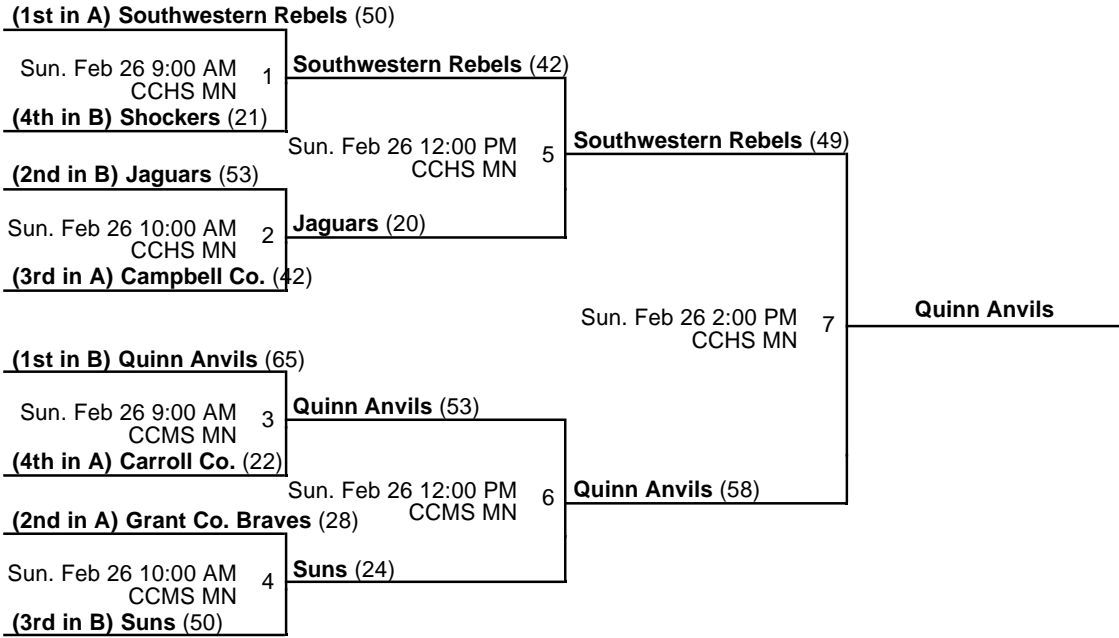 (1st in A) Southwestern Rebels (50)
Sun. Feb 26 9:00 AM 1
CCHS MN
(4th in B) Shockers (21)
Southwestern Rebels (42)
Sun. Feb 26 12:00 PM 5
CCHS MN
Southwestern Rebels (49)
(2nd in B) Jaguars (53)
Sun. Feb 26 10:00 AM 2
CCHS MN
Jaguars (20)
(3rd in A) Campbell Co. (42)
Sun. Feb 26 2:00 PM 7
CCHS MN
Quinn Anvils
(1st in B) Quinn Anvils (65)
Sun. Feb 26 9:00 AM 3
CCMS MN
Quinn Anvils (53)
(4th in A) Carroll Co. (22)
Sun. Feb 26 12:00 PM 6
CCMS MN
Quinn Anvils (58)
(2nd in A) Grant Co. Braves (28)
Sun. Feb 26 10:00 AM 4
CCMS MN
Suns (24)
(3rd in B) Suns (50)